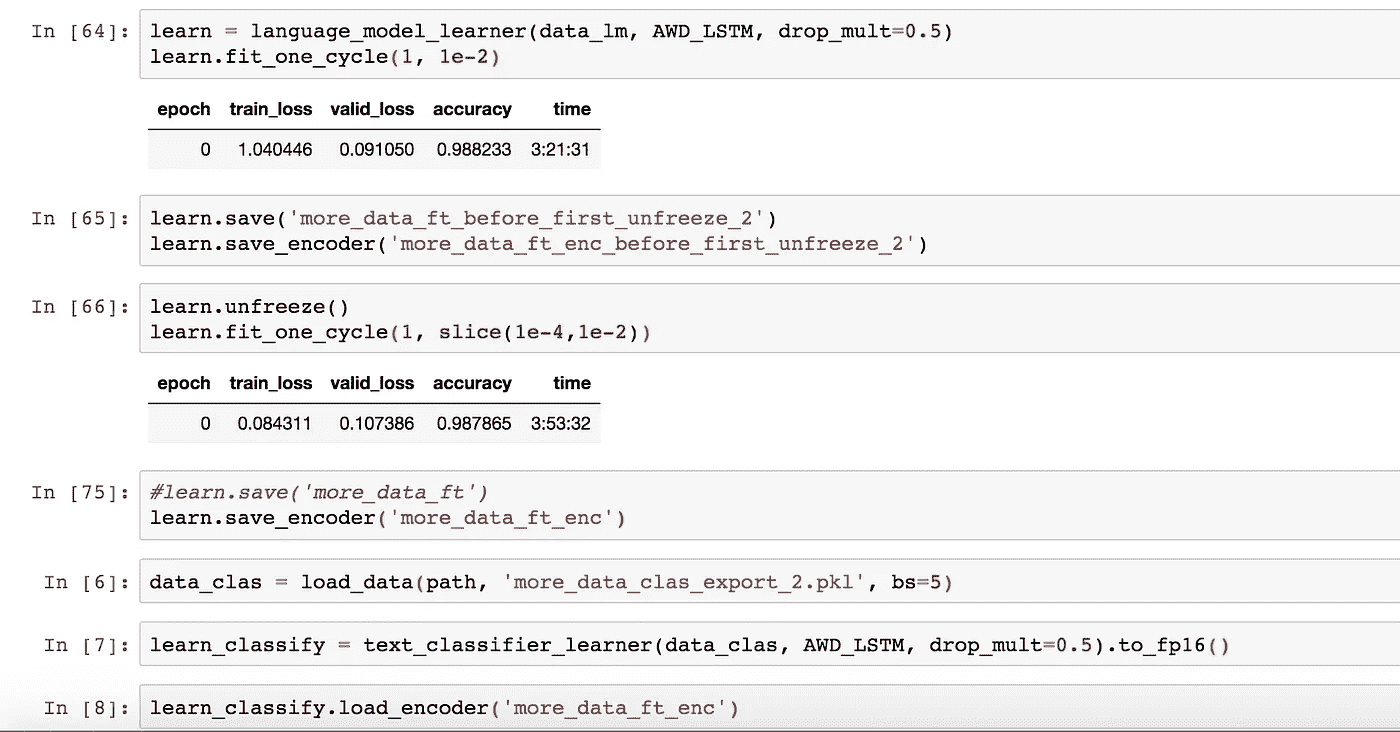 In [64]: learn = language_model_learner(data_lm, AWD_LSTM, drop_mult=0.5)
learn.fit_one_cycle(1, 1e-2)
epoch train_loss valid_loss accuracy time
0 1.040446 0.091050 0.988233 3:21:31
In [65]: learn.save('more_data_ft_before_first_unfreeze_2')
learn.save_encoder('more_data_ft_enc_before_first_unfreeze_2')
In [66]: learn.unfreeze()
learn.fit_one_cycle(1, slice(1e-4,1e-2))
epoch train_loss valid_loss accuracy time
0 0.084311 0.107386 0.987865 3:53:32
In [75]: #learn.save('more_data_ft')
learn.save_encoder('more_data_ft_enc')
In [6]: data_clas = load_data(path, 'more_data_clas_export_2.pkl', bs=5)
In [7]: learn_classify = text_classifier_learner(data_clas, AWD_LSTM, drop_mult=0.5).to_fp16()
In [8]: learn_classify.load_encoder('more_data_ft_enc')